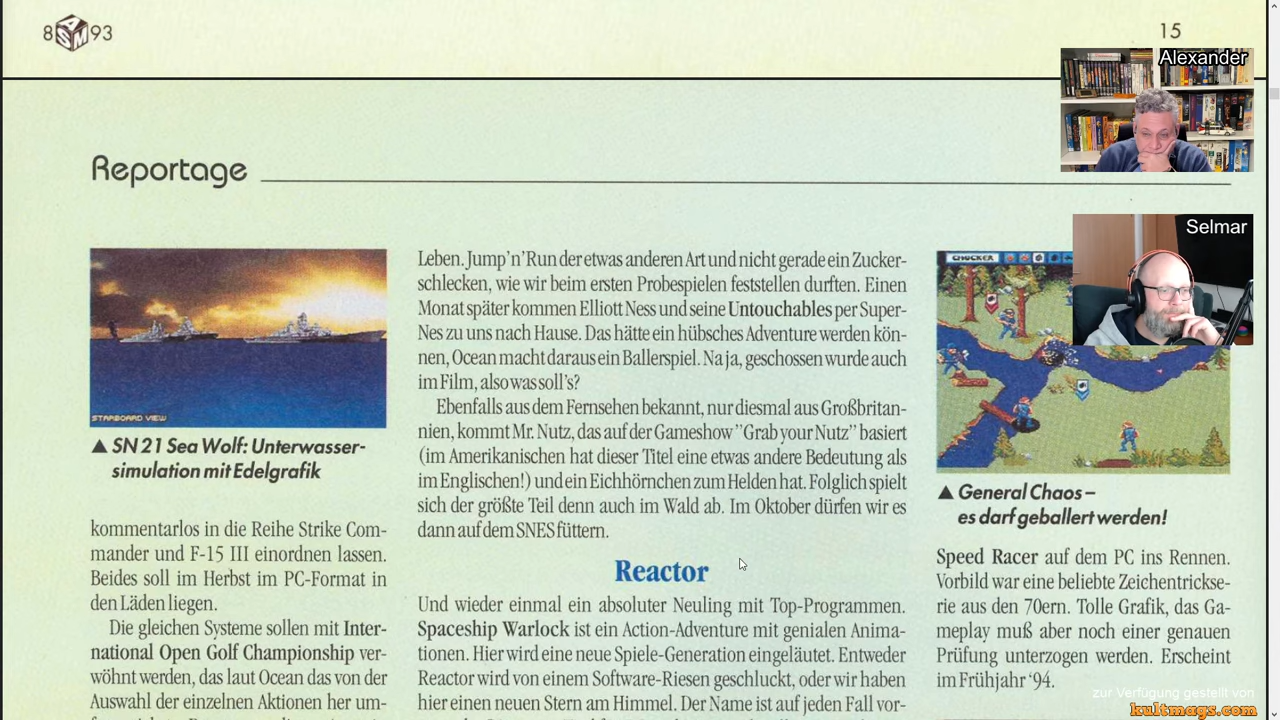 8 ASM 93
15
Alexander
Reportage
Selmar
STARBOARD VIEW
▲ SN 21 Sea Wolf: Unterwasser-
simulation mit Edelgrafik
kommentarlos in die Reihe Strike Com-
mander und F-15 III einordnen lassen.
Beides soll im Herbst im PC-Format in
den Läden liegen.
Die gleichen Systeme sollen mit Inter-
national Open Golf Championship ver-
wöhnt werden, das laut Ocean das von der
Auswahl der einzelnen Aktionen her um-
Leben. Jump'n'Run der etwas anderen Art und nicht gerade ein Zucker-
schlecken, wie wir beim ersten Probespielen feststellen durften. Einen
Monat später kommen Elliott Ness und seine Untouchables per Super-
Nes zu uns nach Hause. Das hätte ein hübsches Adventure werden kön-
nen, Ocean macht daraus ein Ballerspiel. Na ja, geschossen wurde auch
im Film, also was soll's?
Ebenfalls aus dem Fernsehen bekannt, nur diesmal aus Großbritan-
nien, kommt Mr. Nutz, das auf der Gameshow "Grab your Nutz" basiert
(im Amerikanischen hat dieser Titel eine etwas andere Bedeutung als
im Englischen!) und ein Eichhörnchen zum Helden hat. Folglich spielt
sich der größte Teil denn auch im Wald ab. Im Oktober dürfen wir es
dann auf dem SNES füttern.
Reactor
Und wieder einmal ein absoluter Neuling mit Top-Programmen.
Spaceship Warlock ist ein Action-Adventure mit genialen Anima-
tionen. Hier wird eine neue Spiele-Generation eingeläutet. Entweder
Reactor wird von einem Software-Riesen geschluckt, oder wir haben
hier einen neuen Stern am Himmel. Der Name ist auf jeden Fall vor-
CHUCKER
▲ General Chaos –
es darf geballert werden!
Speed Racer auf dem PC ins Rennen.
Vorbild war eine beliebte Zeichentrickse-
rie aus den 70ern. Tolle Grafik, das Ga-
meplay muß aber noch einer genauen
Prüfung unterzogen werden. Erscheint
im Frühjahr '94.
zur Verfügung gestellt von
kultmags.com